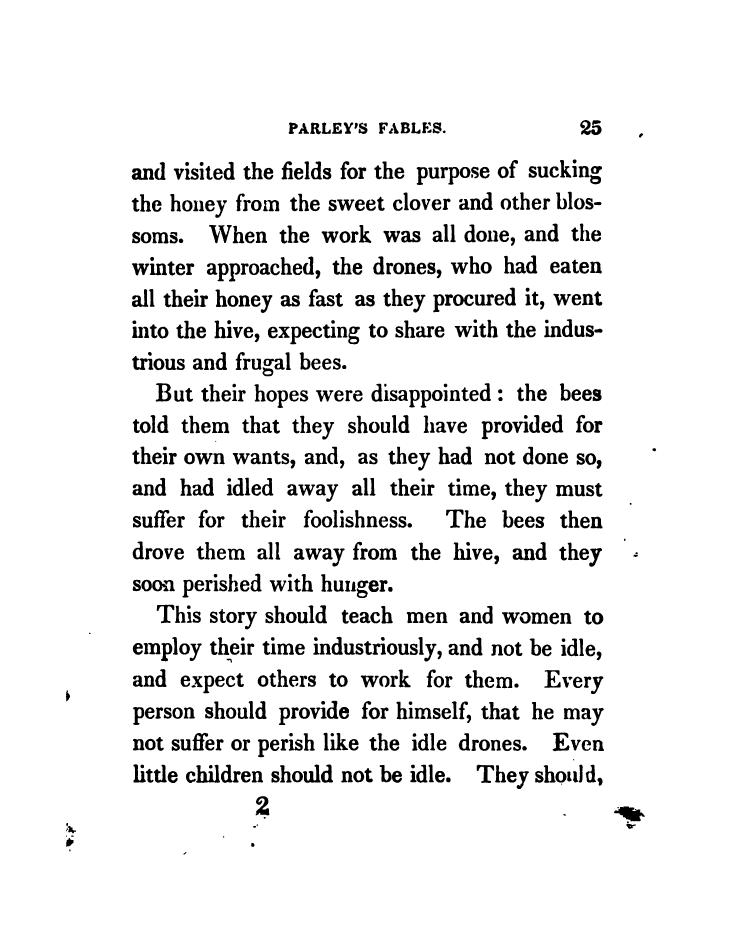 PARLEY'S FABLES. 25
and visited the fields for the purpose of sucking
the honey from the sweet clover and other blos-
soms. When the work was all done, and the
winter approached, the drones, who had eaten
all their honey as fast as they procured it, went
into the hive, expecting to share with the indus-
trious and frugal bees.
But their hopes were disappointed : the bees
told them that they should have provided for
their own wants, and, as they had not done so,
and had idled away all their time, they must
suffer for their foolishness. The bees then
drove them all away from the hive, and they
soon perished with hunger.
This story should teach men and women to
employ their time industriously, and not be idle,
and expect others to work for them. Every
person should provide for himself, that he may
not suffer or perish like the idle drones. Even
little children should not be idle. They should,
2